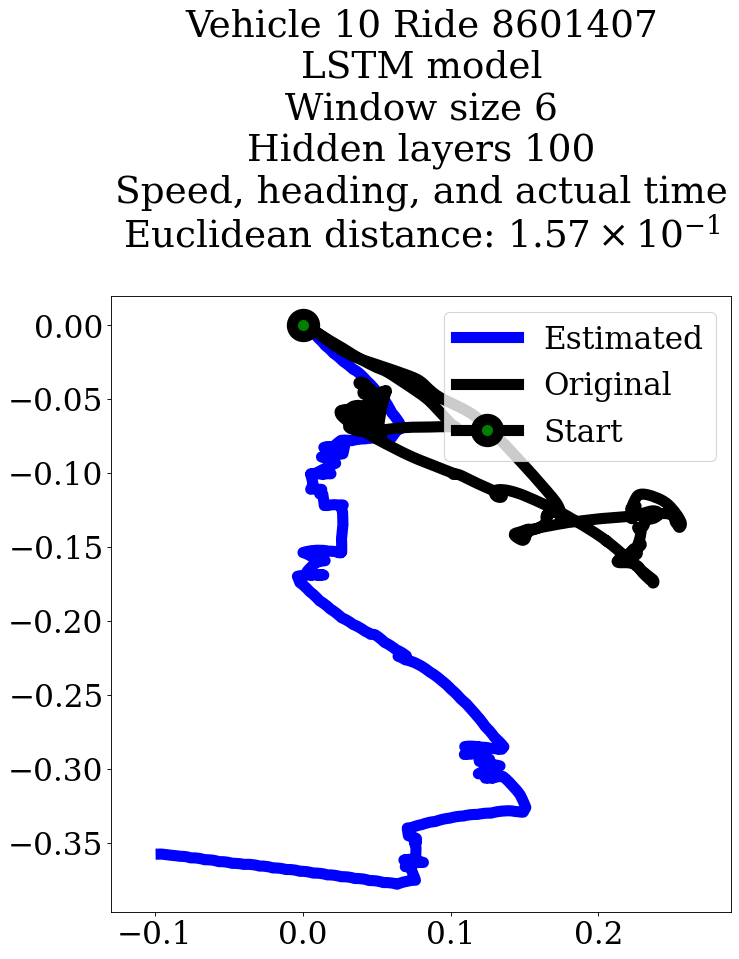 Vehicle 10 Ride 8601407
LSTM model
Window size 6
Hidden layers 100
Speed, heading, and actual time
Euclidean distance: 1.57 × 10⁻¹
Estimated
Original
Start
0.00
−0.05
−0.10
−0.15
−0.20
−0.25
−0.30
−0.35
−0.1 0.0 0.1 0.2